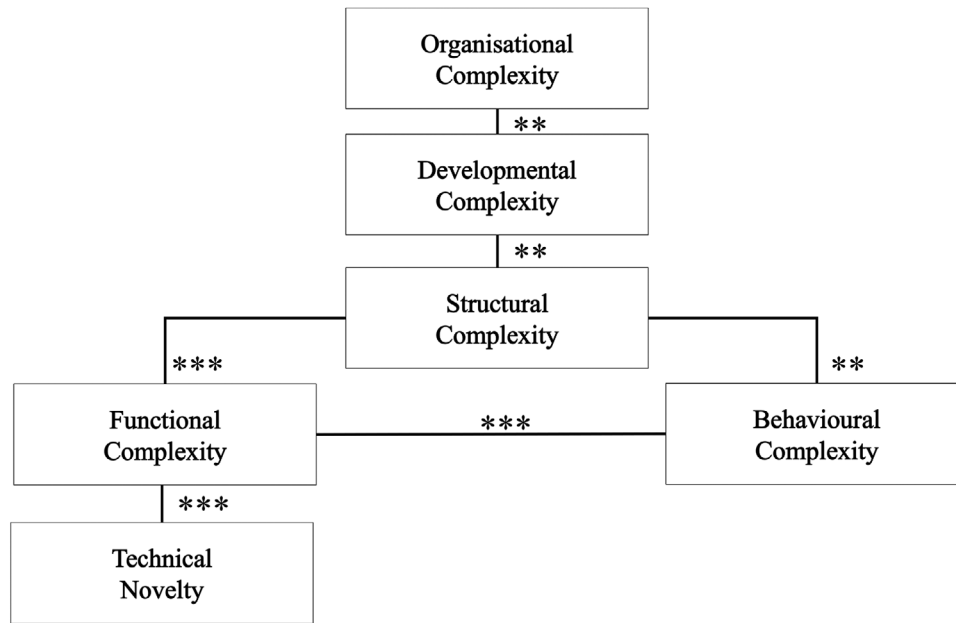 Organisational
Complexity
**
Developmental
Complexity
**
Structural
Complexity
***
**
Functional
Complexity
***
Behavioural
Complexity
***
Technical
Novelty